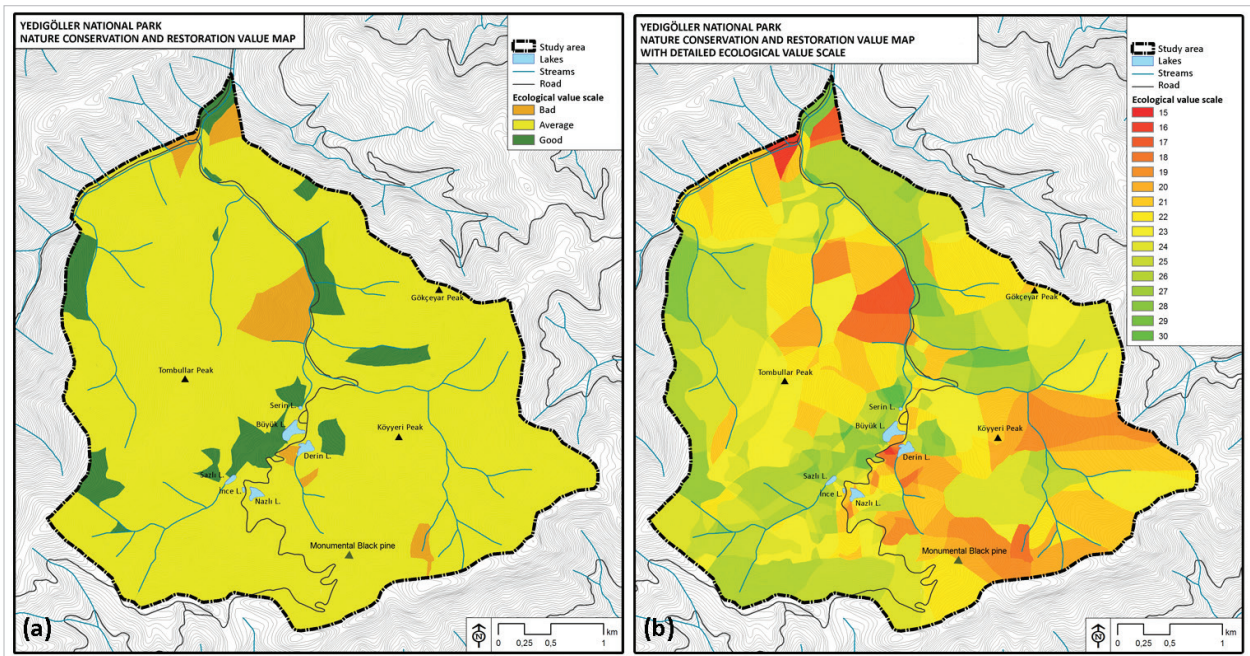 YEDIGÖLLER NATIONAL PARK
NATURE CONSERVATION AND RESTORATION VALUE MAP
Study area
Lakes
Streams
Road
Ecological value scale
Bad
Average
Good
Gökçeyar Peak
Tombullar Peak
Serin L.
Büyük L.
Köyyeri Peak
Derin L.
Sazlı L.
İnce L.
Nazlı L.
Monumental Black pine
(a)
N
0 0,25 0,5 1
km
YEDIGÖLLER NATIONAL PARK
NATURE CONSERVATION AND RESTORATION VALUE MAP
WITH DETAILED ECOLOGICAL VALUE SCALE
Study area
Lakes
Streams
Road
Ecological value scale
15
16
17
18
19
20
21
22
23
24
25
26
27
28
29
30
Gökçeyar Peak
Tombullar Peak
Serin L.
Büyük L.
Köyyeri Peak
Derin L.
Sazlı L.
İnce L.
Nazlı L.
Monumental Black pine
(b)
N
0 0,25 0,5 1
km